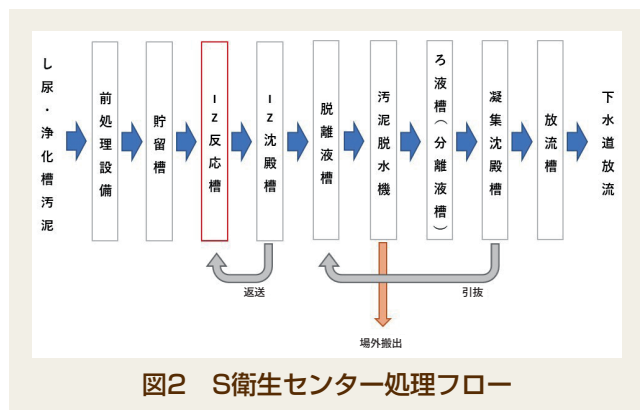 し尿・浄化槽汚泥
前処理設備
貯留槽
IZ反応槽
IZ沈殿槽
脱離液槽
汚泥脱水機
ろ液槽(分離液槽)
凝集沈殿槽
放流槽
下水道放流
返送
引抜
場外搬出
図2 S衛生センター処理フロー